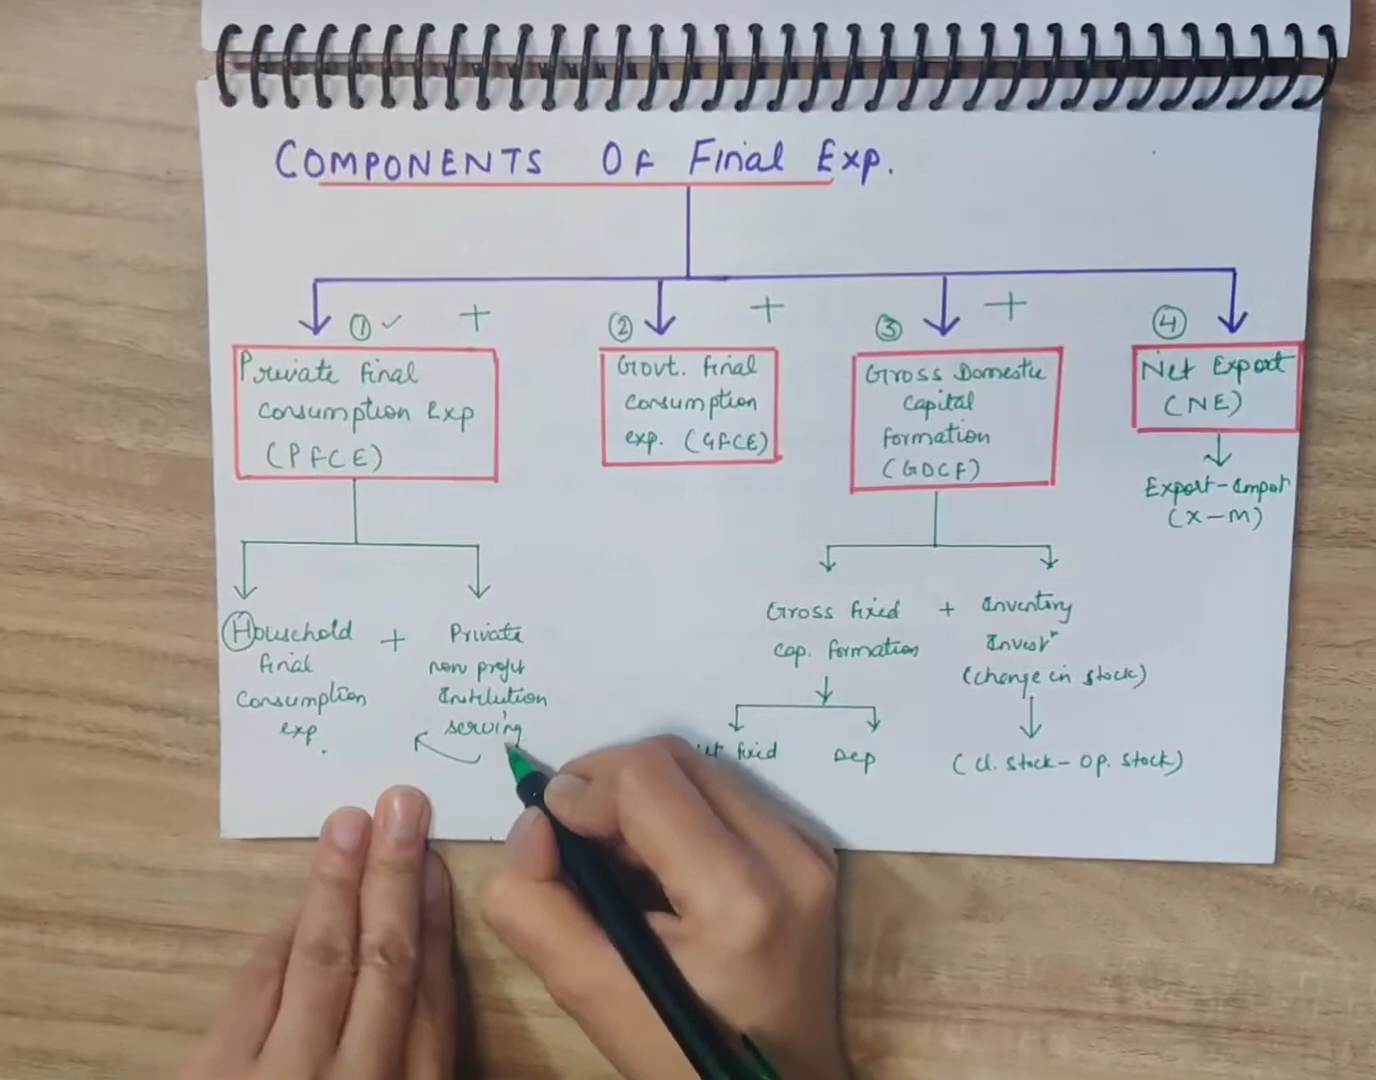 COMPONENTS OF Final Exp.
① + ② + ③ + ④
Private final
consumption Exp
(PFCE)
Govt. final
consumption
exp. (GFCE)
Gross Domestic
Capital
formation
(GDCF)
Net Export
(NE)
Export-Impot
(X-M)
Household
final
Consumption
exp.
+
Private
non profit
Institution
serving
Gross fixed
cap. formation
+
Inventory
Invest
(change in stock)
fixed
Dep
(Cl. stock - Op. stock)